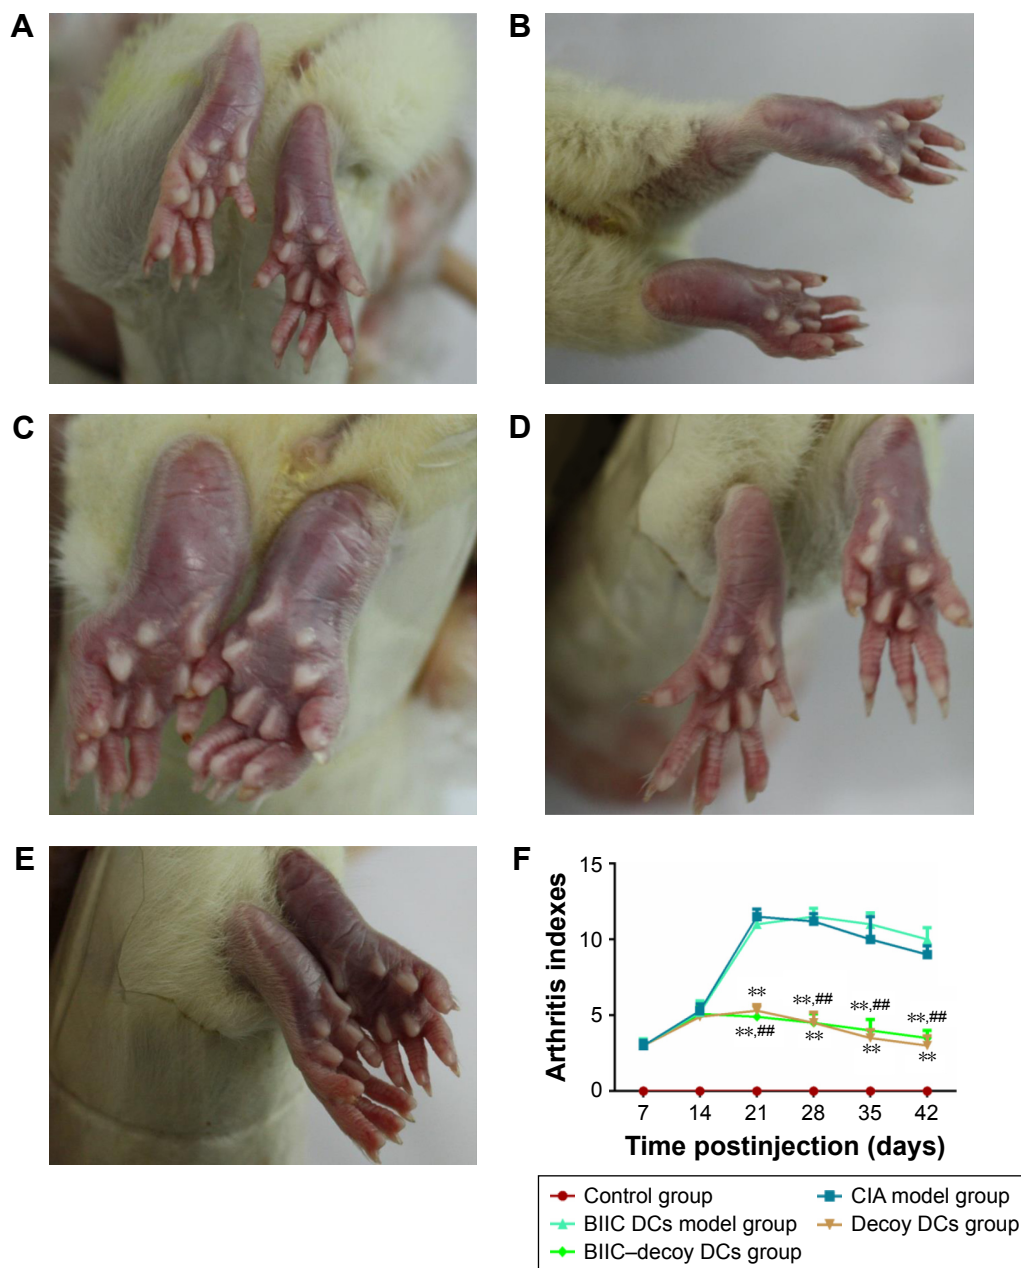 A
B
C
D
E
F
15
10
5
0
Arthritis indexes
**
**,##
**,##
**
**,##
**
**,##
**
7 14 21 28 35 42
Time postinjection (days)
Control group
CIA model group
BIIC DCs model group
Decoy DCs group
BIIC–decoy DCs group